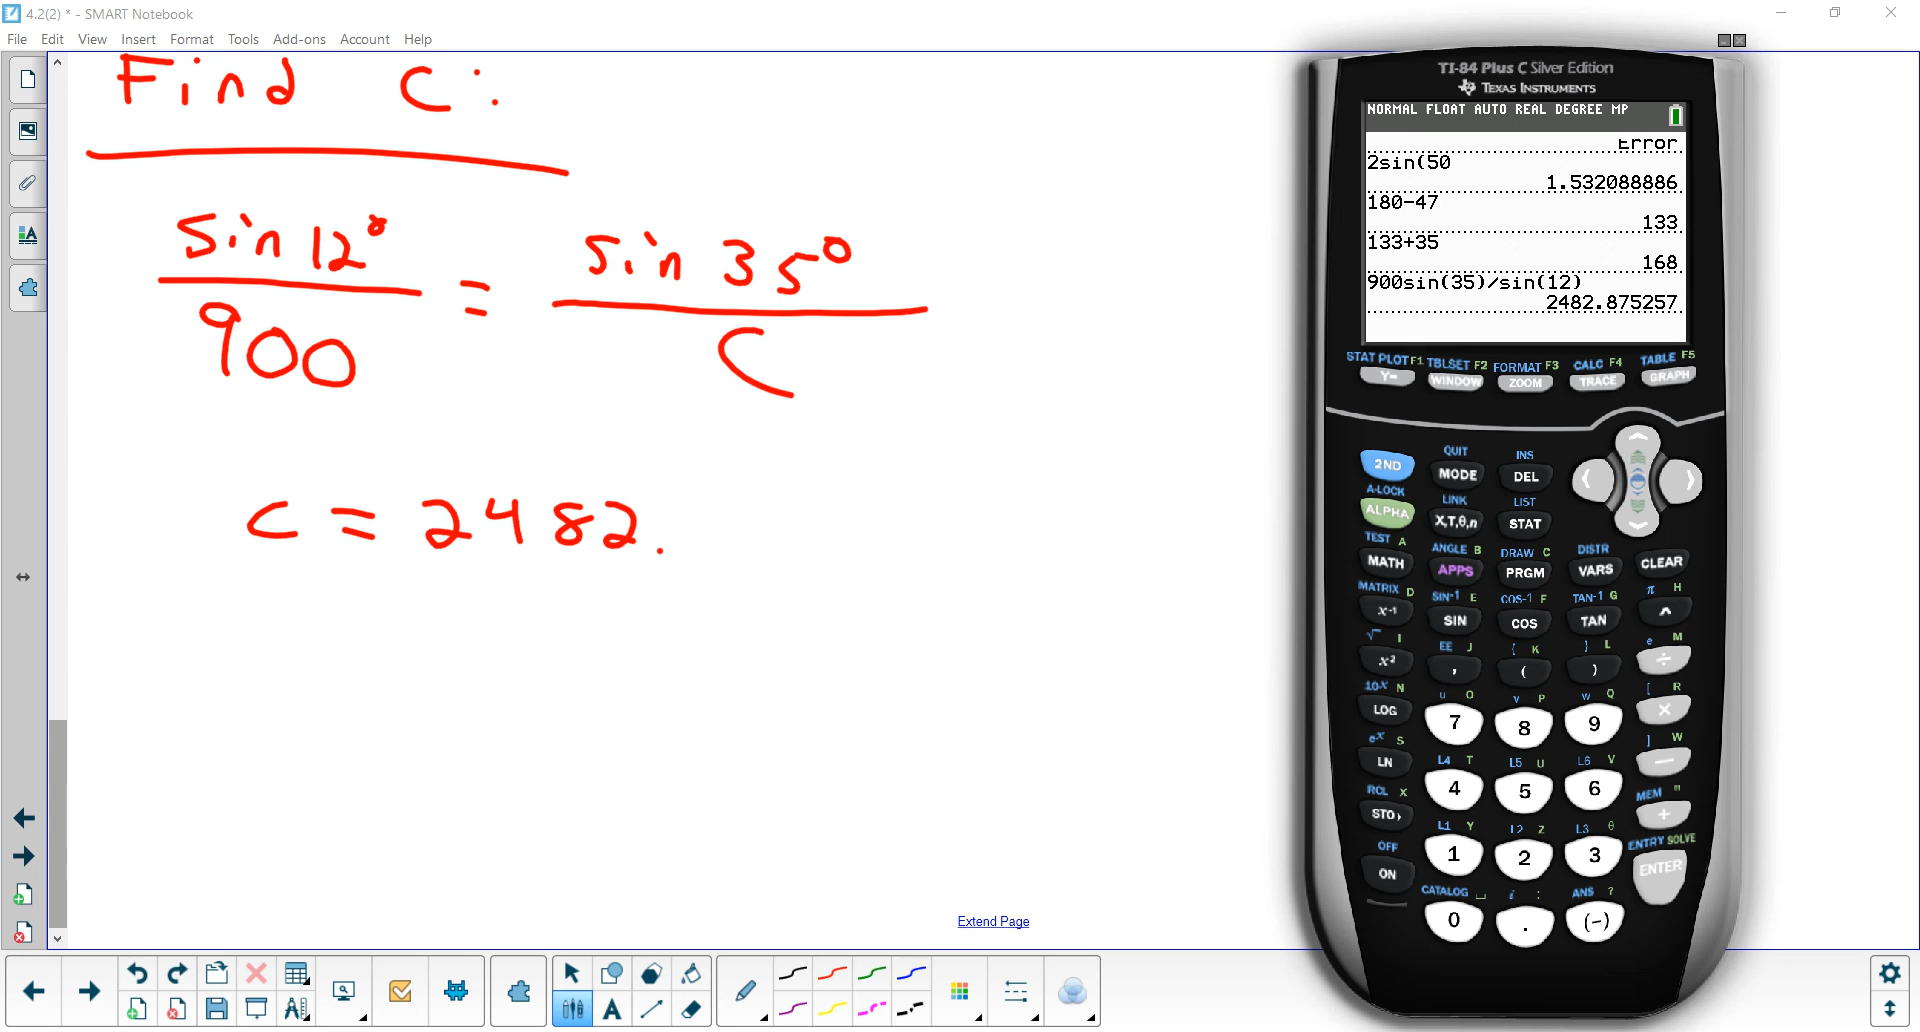 4.2(2) * - SMART Notebook
File Edit View Insert Format Tools Add-ons Account Help
Find C:
sin 12° = sin 35°
900 C
c = 2482.
Extend Page
TI-84 Plus C Silver Edition
TEXAS INSTRUMENTS
NORMAL FLOAT AUTO REAL DEGREE MP
Error
2sin(50
1.532088886
180-47
133
133+35
168
900sin(35)/sin(12)
2482.875257
STAT PLOT F1 TBLSET F2 FORMAT F3 CALC F4 TABLE F5
Y= WINDOW ZOOM TRACE GRAPH
QUIT INS
2ND MODE DEL
A-LOCK LINK LIST
ALPHA X,T,θ,n STAT
TEST A ANGLE B DRAW C DISTR
MATH APPS PRGM VARS CLEAR
MATRIX D SIN-1 E COS-1 F TAN-1 G π H
x-1 SIN COS TAN ^
√ I EE J { K } L e M
x² , ( ) ÷
10x N u O v P w Q [ R
LOG 7 8 9 ×
ex S L4 T L5 U L6 V ] W
LN 4 5 6 −
RCL X L1 Y L2 Z L3 θ MEM "
STO 1 2 3 +
OFF CATALOG i : ANS ? ENTRY SOLVE
ON 0 . (-) ENTER